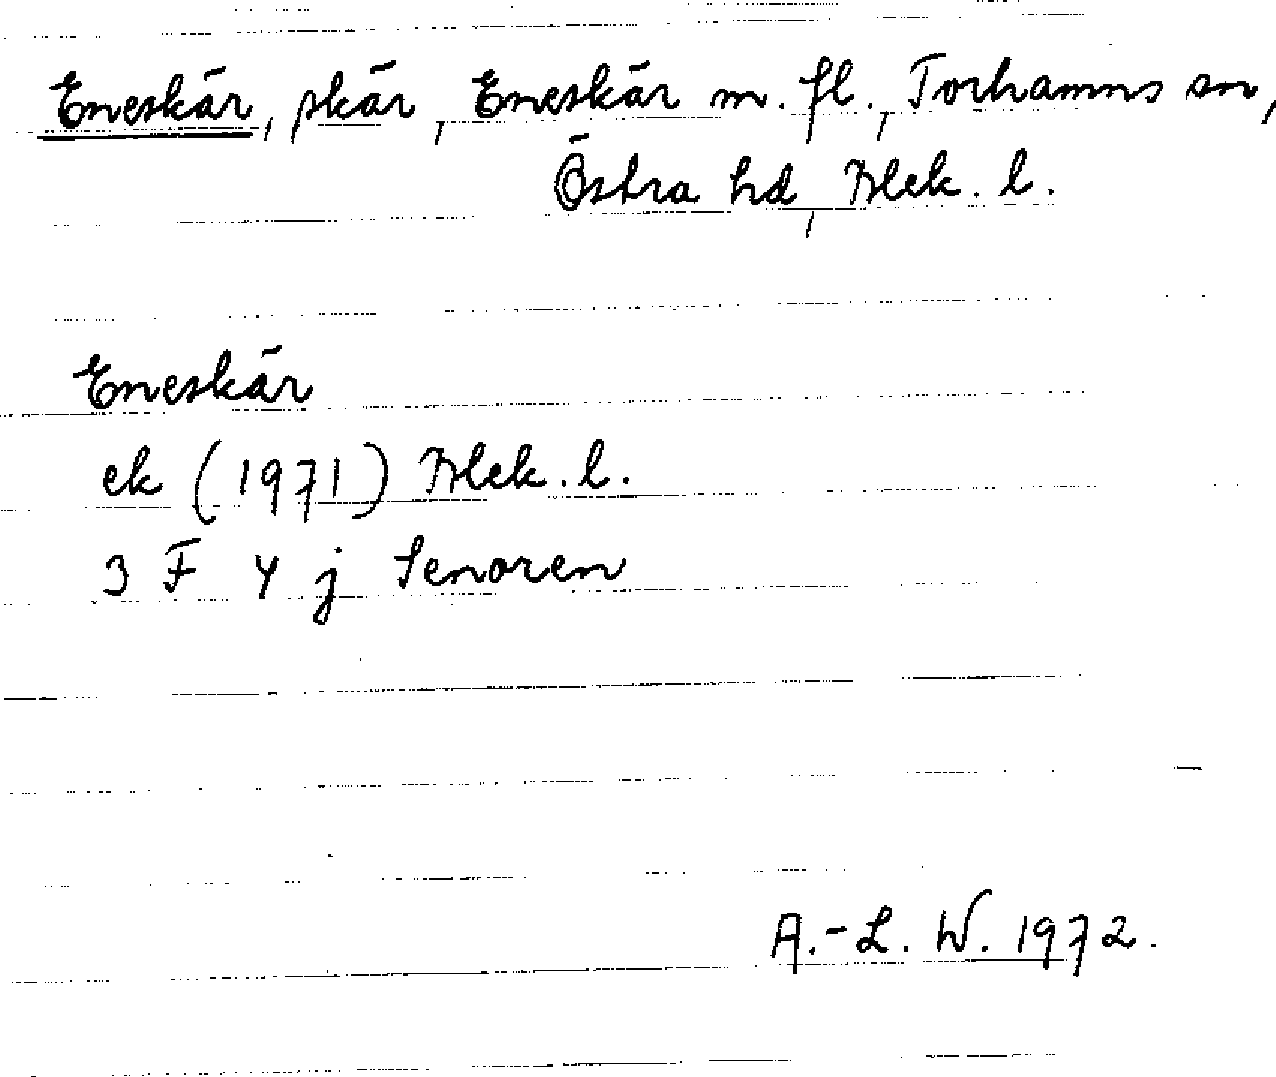 Eneskär, skär, Eneskär m. fl., Torhamns sn,
Östra hd, Blek. l.
Eneskär
ek (1971) Blek. l.
3 F 4 j Senoren
A.-L. W. 1972.